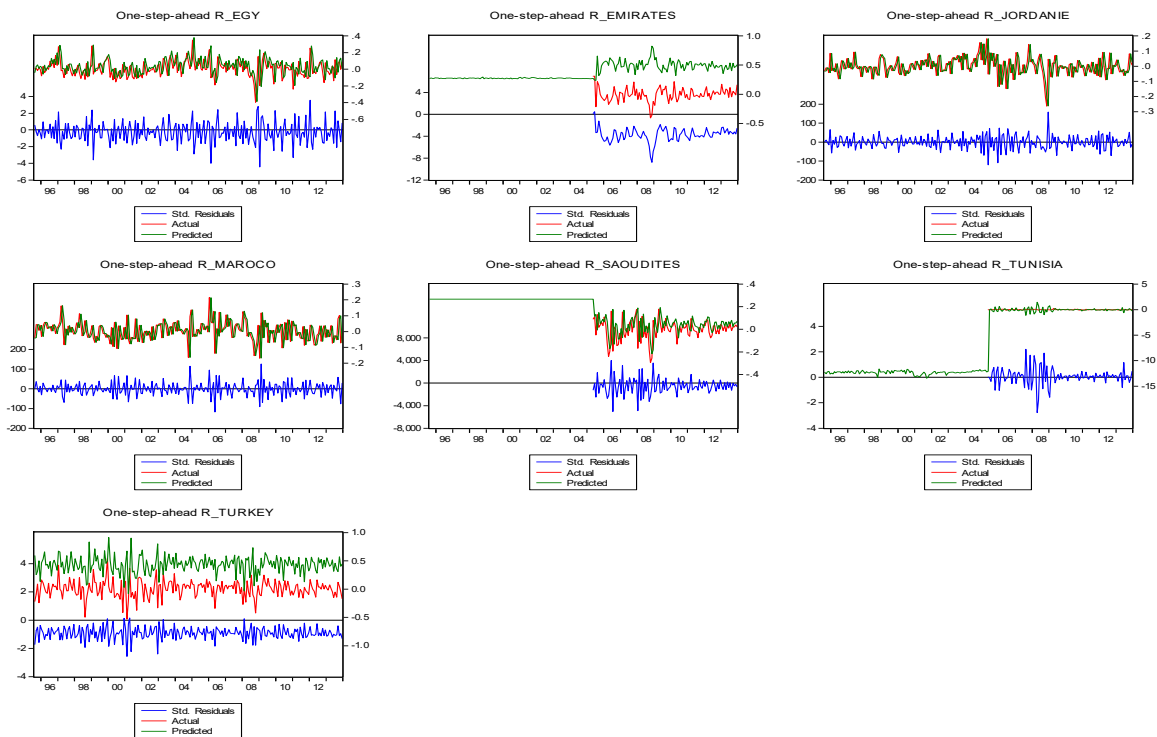 One-step-ahead R_EGY
.4
.2
.0
-.2
-.4
-.6
4
2
0
-2
-4
-6
96 98 00 02 04 06 08 10 12
Std. Residuals
Actual
Predicted
One-step-ahead R_EMIRATES
1.0
0.5
0.0
-0.5
4
0
-4
-8
-12
96 98 00 02 04 06 08 10 12
Std. Residuals
Actual
Predicted
One-step-ahead R_JORDANIE
.2
.1
.0
-.1
-.2
-.3
200
100
0
-100
-200
96 98 00 02 04 06 08 10 12
Std. Residuals
Actual
Predicted
One-step-ahead R_MAROCO
.3
.2
.1
.0
-.1
-.2
200
100
0
-100
-200
96 98 00 02 04 06 08 10 12
Std. Residuals
Actual
Predicted
One-step-ahead R_SAOUDITES
.4
.2
.0
-.2
-.4
8,000
4,000
0
-4,000
-8,000
96 98 00 02 04 06 08 10 12
Std. Residuals
Actual
Predicted
One-step-ahead R_TUNISIA
5
0
-5
-10
-15
4
2
0
-2
-4
96 98 00 02 04 06 08 10 12
Std. Residuals
Actual
Predicted
One-step-ahead R_TURKEY
1.0
0.5
0.0
-0.5
-1.0
4
2
0
-2
-4
96 98 00 02 04 06 08 10 12
Std. Residuals
Actual
Predicted